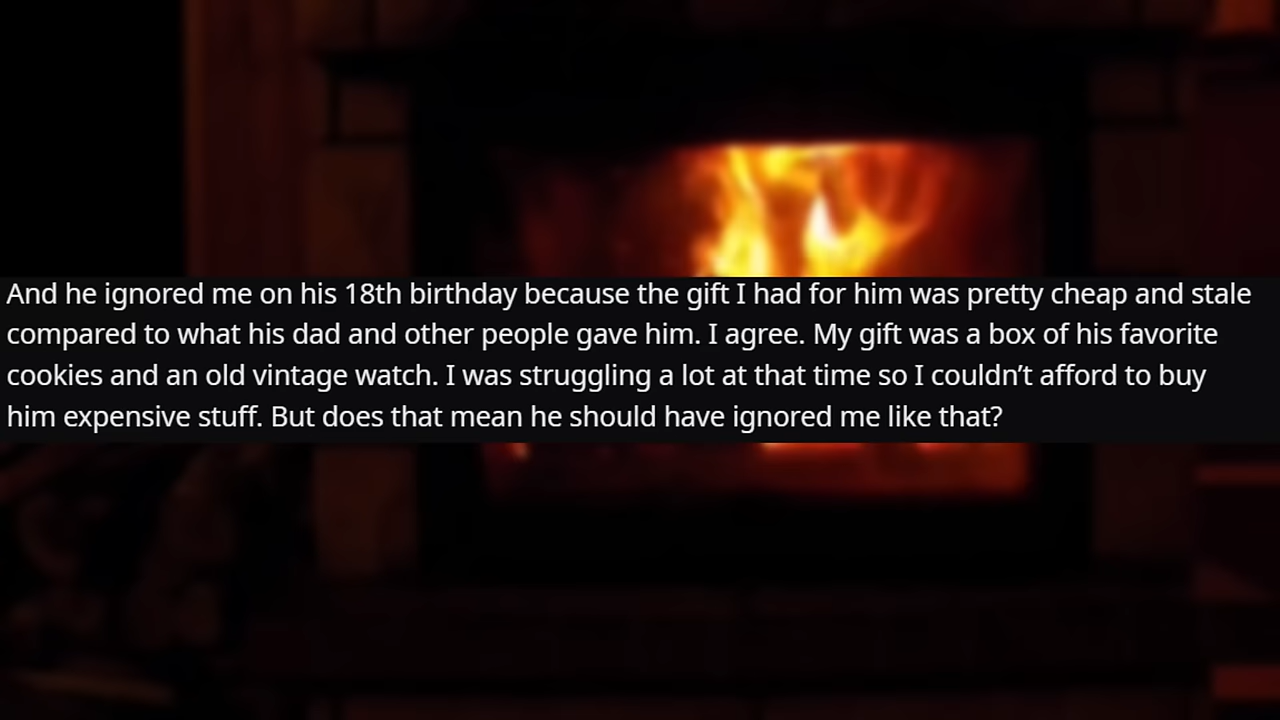 And he ignored me on his 18th birthday because the gift I had for him was pretty cheap and stale
compared to what his dad and other people gave him. I agree. My gift was a box of his favorite
cookies and an old vintage watch. I was struggling a lot at that time so I couldn’t afford to buy
him expensive stuff. But does that mean he should have ignored me like that?